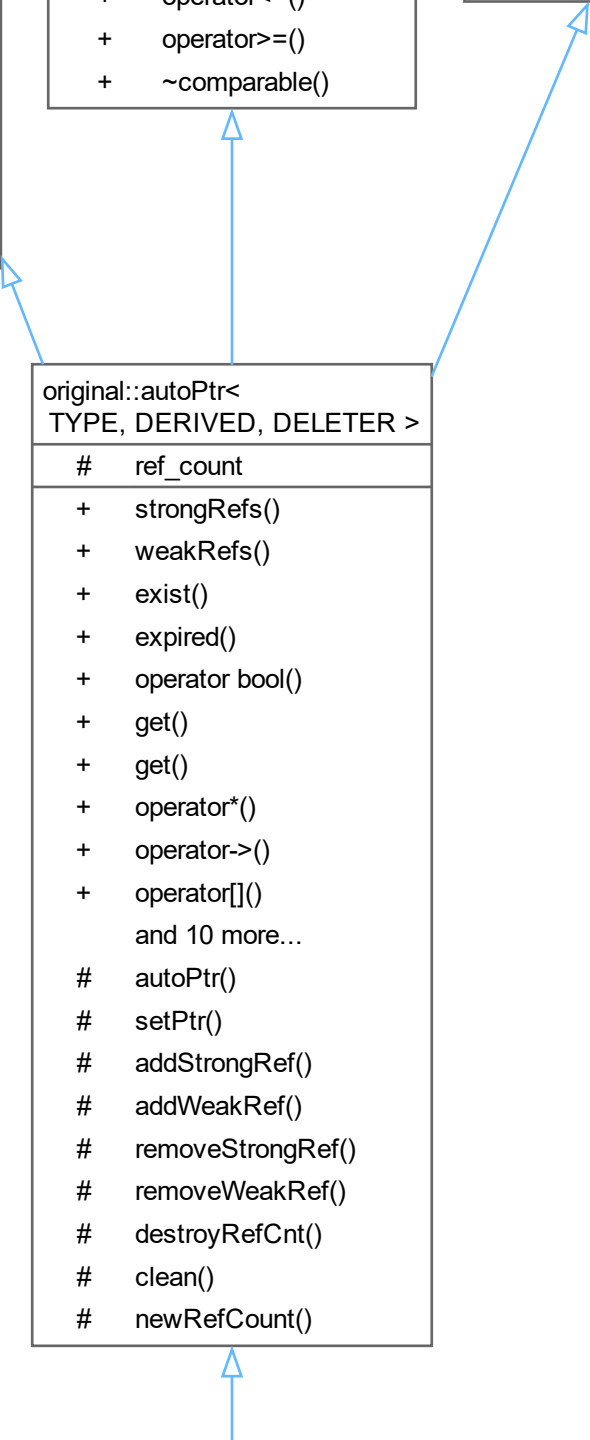 + operator>=()
+ ~comparable()
original::autoPtr<
TYPE, DERIVED, DELETER >
# ref_count
+ strongRefs()
+ weakRefs()
+ exist()
+ expired()
+ operator bool()
+ get()
+ get()
+ operator*()
+ operator->()
+ operator[]()
and 10 more...
# autoPtr()
# setPtr()
# addStrongRef()
# addWeakRef()
# removeStrongRef()
# removeWeakRef()
# destroyRefCnt()
# clean()
# newRefCount()